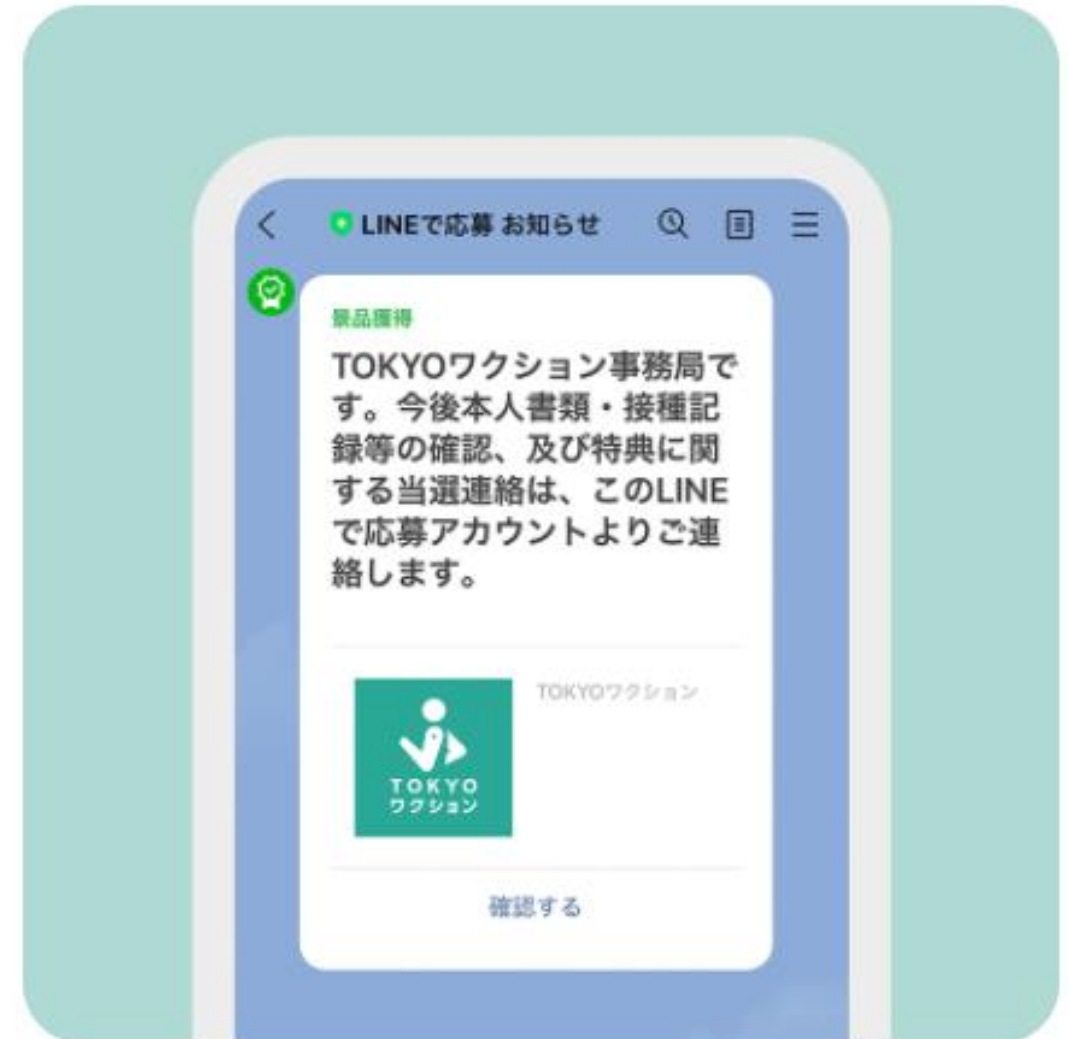 LINEで応募 お知らせ
景品獲得
TOKYOワクション事務局で
す。今後本人書類・接種記
録等の確認、及び特典に関
する当選連絡は、このLINE
で応募アカウントよりご連
絡します。
TOKYOワクション
TOKYO
ワクション
確認する